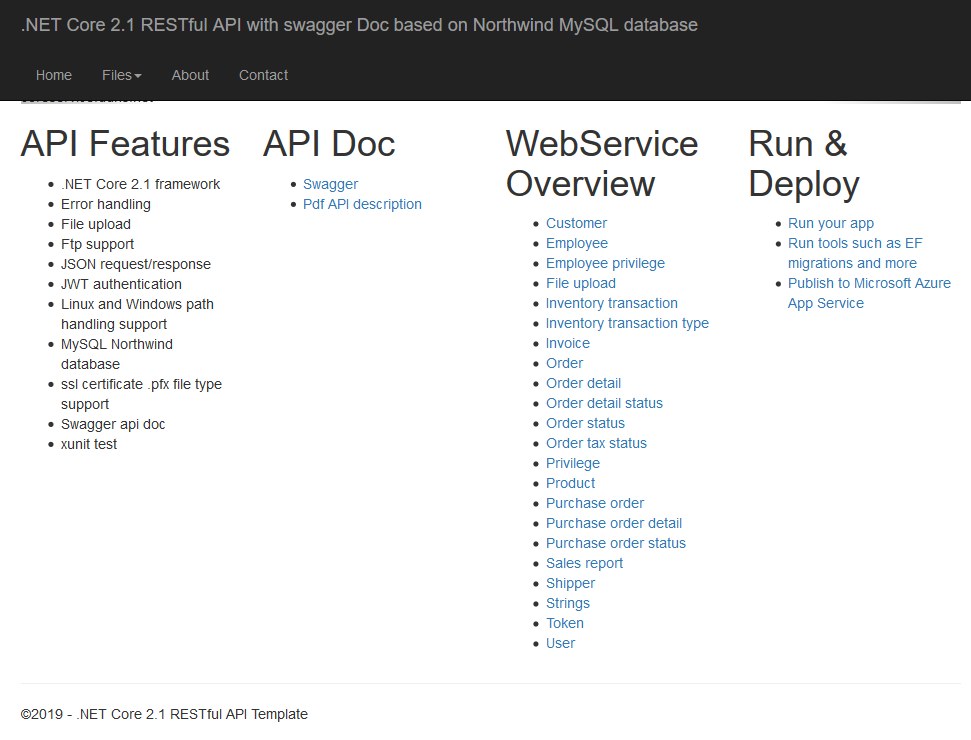 .NET Core 2.1 RESTful API with swagger Doc based on Northwind MySQL database
Home
Files
About
Contact
API Features
.NET Core 2.1 framework
Error handling
File upload
Ftp support
JSON request/response
JWT authentication
Linux and Windows path
handling support
MySQL Northwind
database
ssl certificate .pfx file type
support
Swagger api doc
xunit test
API Doc
Swagger
Pdf API description
WebService
Overview
Customer
Employee
Employee privilege
File upload
Inventory transaction
Inventory transaction type
Invoice
Order
Order detail
Order detail status
Order status
Order tax status
Privilege
Product
Purchase order
Purchase order detail
Purchase order status
Sales report
Shipper
Strings
Token
User
Run &
Deploy
Run your app
Run tools such as EF
migrations and more
Publish to Microsoft Azure
App Service
©2019 - .NET Core 2.1 RESTful API Template